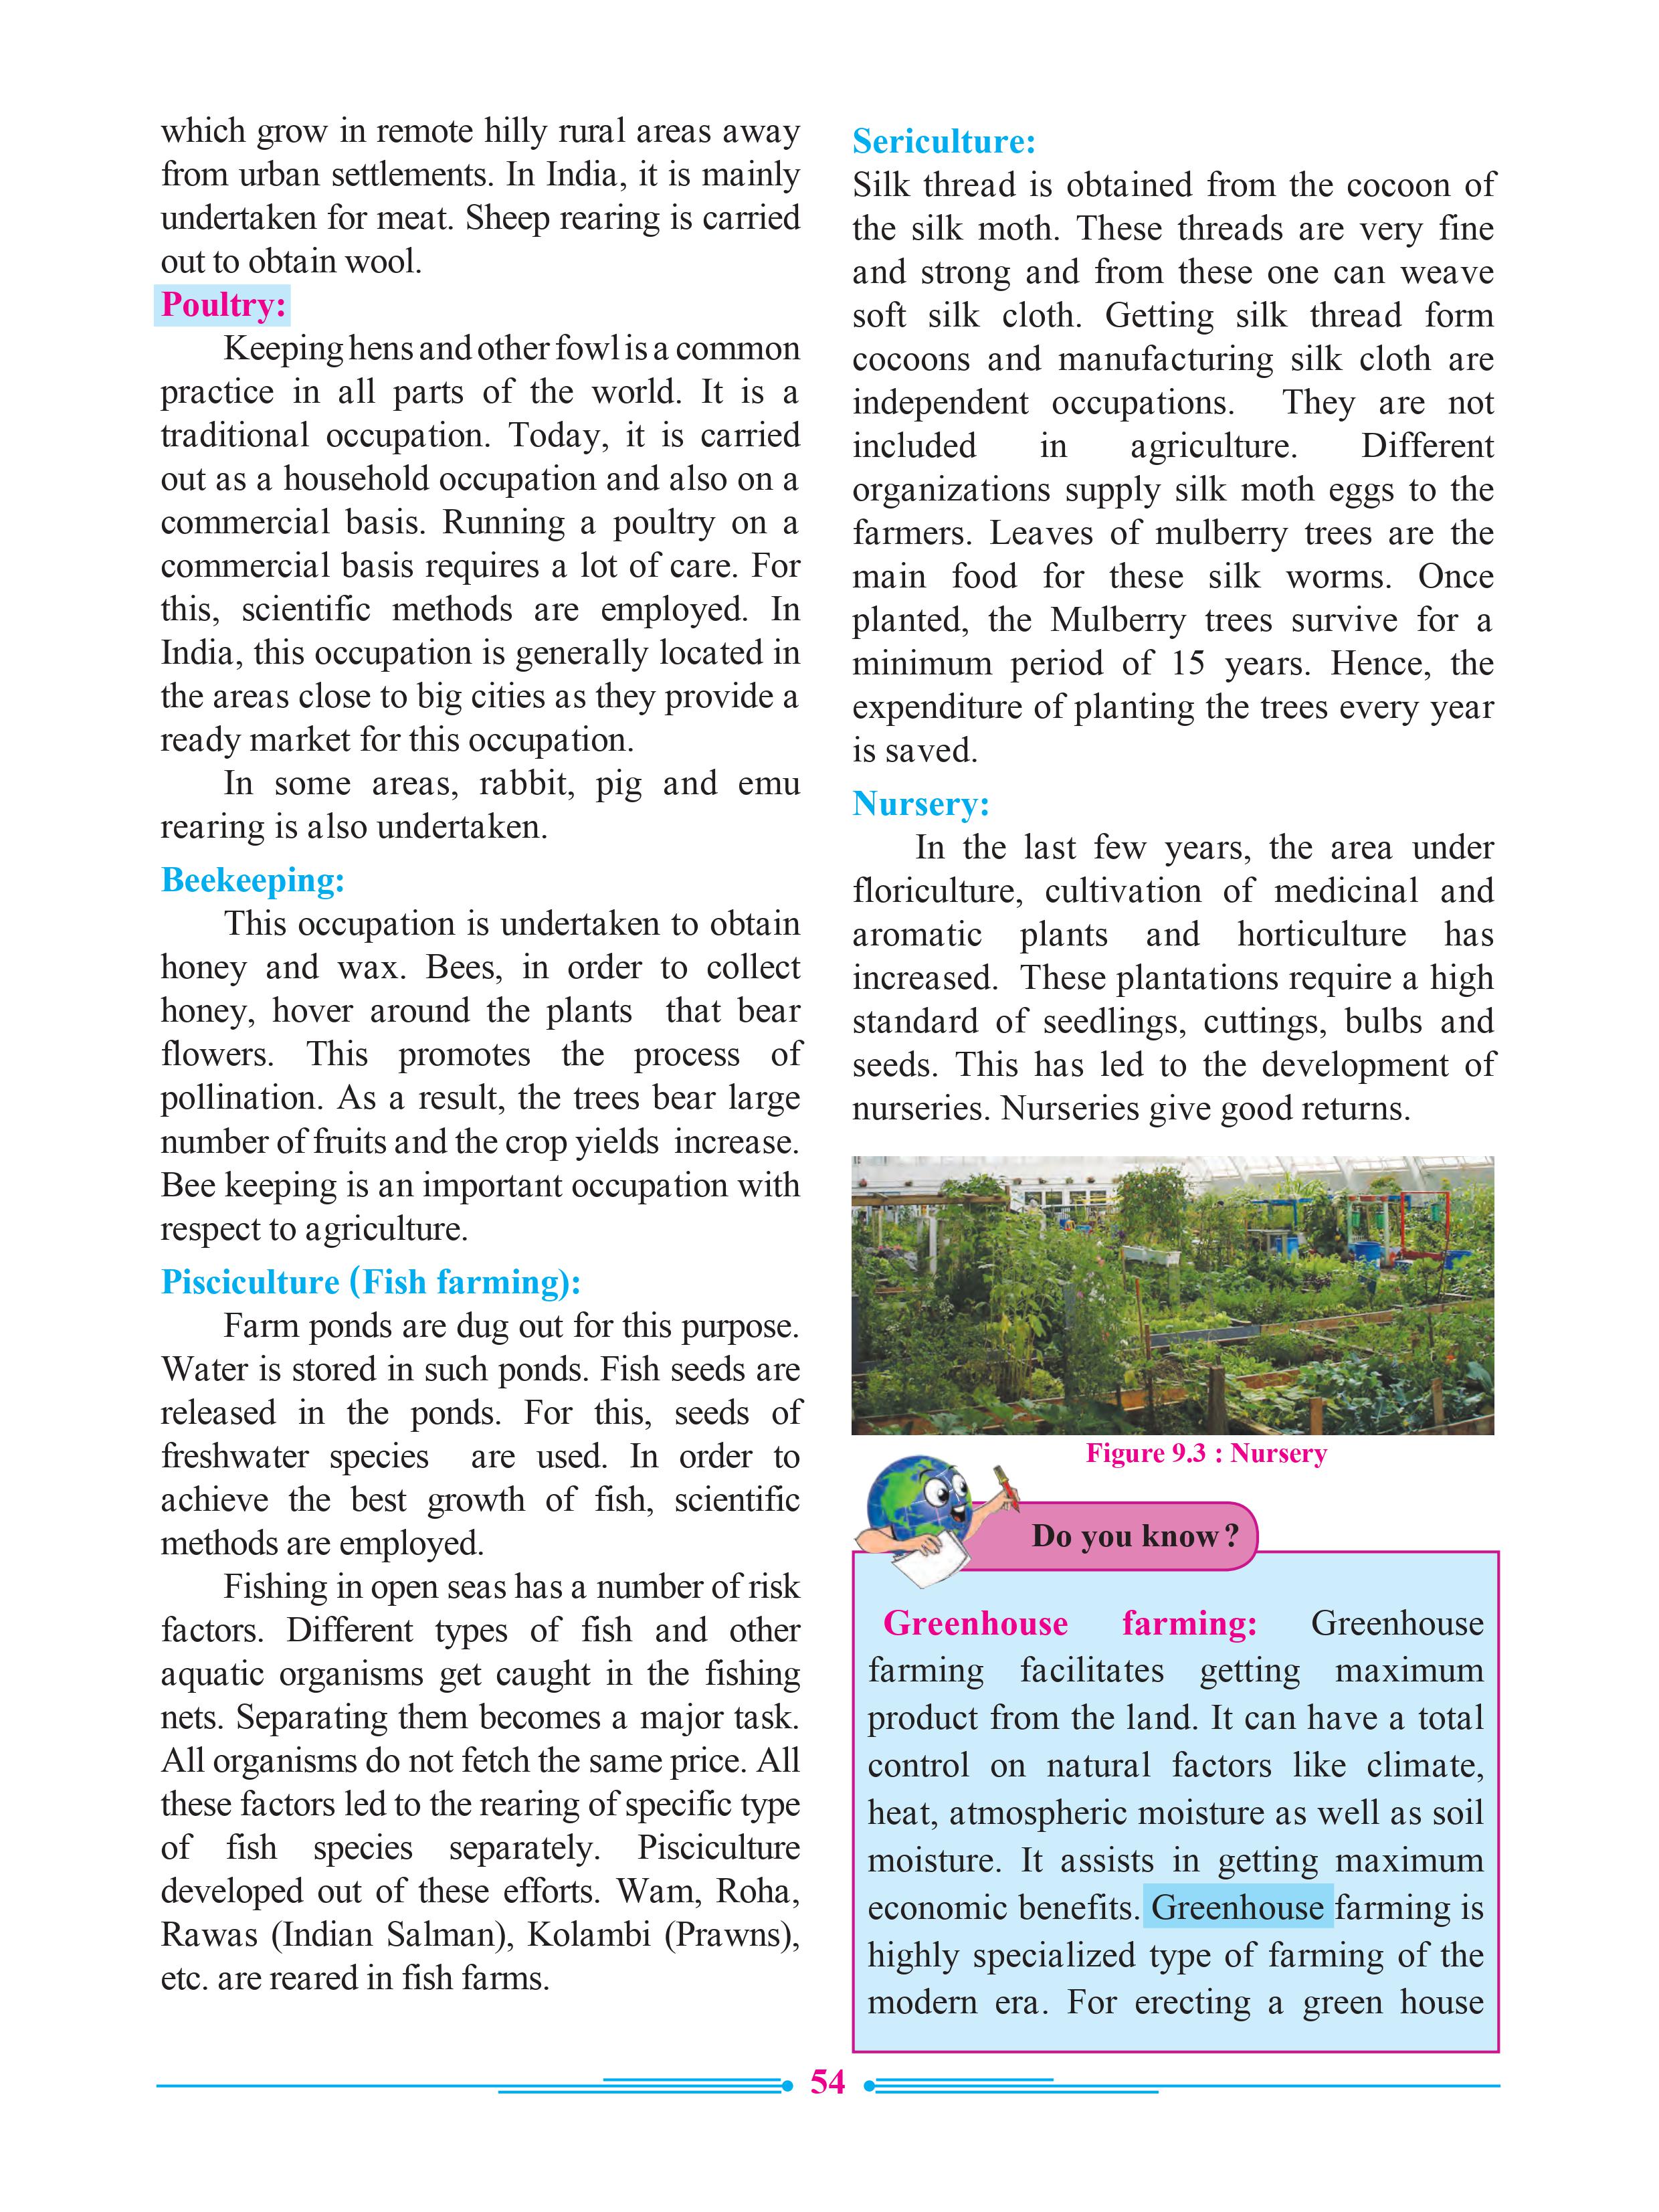 which grow in remote hilly rural areas away
from urban settlements. In India, it is mainly
undertaken for meat. Sheep rearing is carried
out to obtain wool.
Poultry:
Keeping hens and other fowl is a common
practice in all parts of the world. It is a
traditional occupation. Today, it is carried
out as a household occupation and also on a
commercial basis. Running a poultry on a
commercial basis requires a lot of care. For
this, scientific methods are employed. In
India, this occupation is generally located in
the areas close to big cities as they provide a
ready market for this occupation.
In some areas, rabbit, pig and emu
rearing is also undertaken.
Beekeeping:
This occupation is undertaken to obtain
honey and wax. Bees, in order to collect
honey, hover around the plants that bear
flowers. This promotes the process of
pollination. As a result, the trees bear large
number of fruits and the crop yields increase.
Bee keeping is an important occupation with
respect to agriculture.
Pisciculture (Fish farming):
Farm ponds are dug out for this purpose.
Water is stored in such ponds. Fish seeds are
released in the ponds. For this, seeds of
freshwater species are used. In order to
achieve the best growth of fish, scientific
methods are employed.
Fishing in open seas has a number of risk
factors. Different types of fish and other
aquatic organisms get caught in the fishing
nets. Separating them becomes a major task.
All organisms do not fetch the same price. All
these factors led to the rearing of specific type
of fish species separately. Pisciculture
developed out of these efforts. Wam, Roha,
Rawas (Indian Salman), Kolambi (Prawns),
etc. are reared in fish farms.
Sericulture:
Silk thread is obtained from the cocoon of
the silk moth. These threads are very fine
and strong and from these one can weave
soft silk cloth. Getting silk thread form
cocoons and manufacturing silk cloth are
independent occupations. They are not
included in agriculture. Different
organizations supply silk moth eggs to the
farmers. Leaves of mulberry trees are the
main food for these silk worms. Once
planted, the Mulberry trees survive for a
minimum period of 15 years. Hence, the
expenditure of planting the trees every year
is saved.
Nursery:
In the last few years, the area under
floriculture, cultivation of medicinal and
aromatic plants and horticulture has
increased. These plantations require a high
standard of seedlings, cuttings, bulbs and
seeds. This has led to the development of
nurseries. Nurseries give good returns.
Figure 9.3 : Nursery
Do you know?
Greenhouse farming: Greenhouse
farming facilitates getting maximum
product from the land. It can have a total
control on natural factors like climate,
heat, atmospheric moisture as well as soil
moisture. It assists in getting maximum
economic benefits. Greenhouse farming is
highly specialized type of farming of the
modern era. For erecting a green house
54